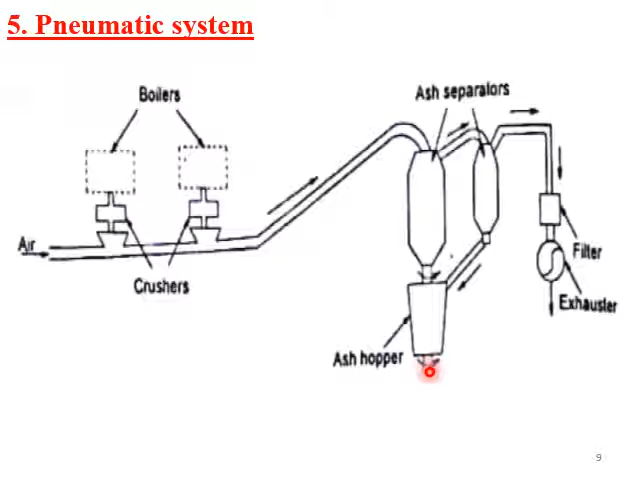 5. Pneumatic system
Boilers
Ash separalors
Air
Crushers
Filter
Exhauster
Ash hopper
9